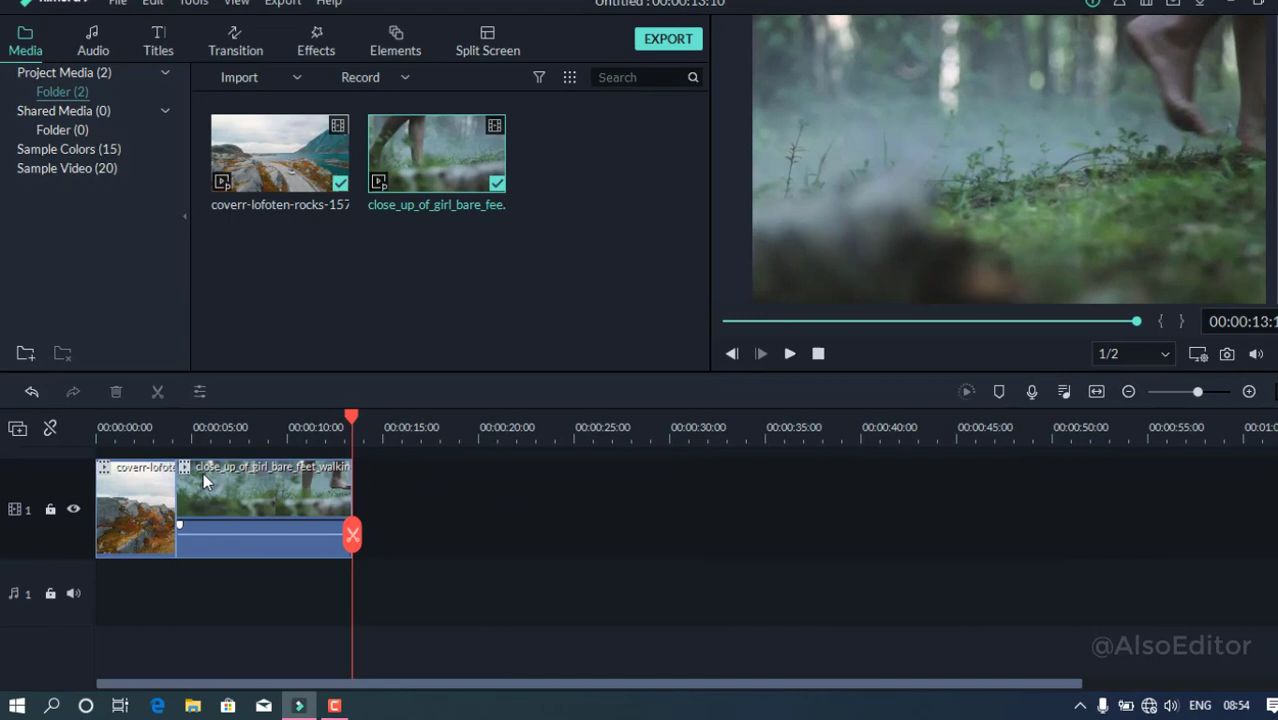 File Edit Tools View Export Help
Untitled : 00:00:13:10
Media Audio Titles Transition Effects Elements Split Screen EXPORT
Project Media (2)
Folder (2)
Shared Media (0)
Folder (0)
Sample Colors (15)
Sample Video (20)
Import Record Search
coverr-lofoten-rocks-157
close_up_of_girl_bare_fee.
00:00:13:1
1/2
00:00:00:00 00:00:05:00 00:00:10:00 00:00:15:00 00:00:20:00 00:00:25:00 00:00:30:00 00:00:35:00 00:00:40:00 00:00:45:00 00:00:50:00 00:00:55:00 00:01:0
coverr-lofote close_up_of_girl_bare_feet_walkin
1
1
@AlsoEditor
ENG 08:54